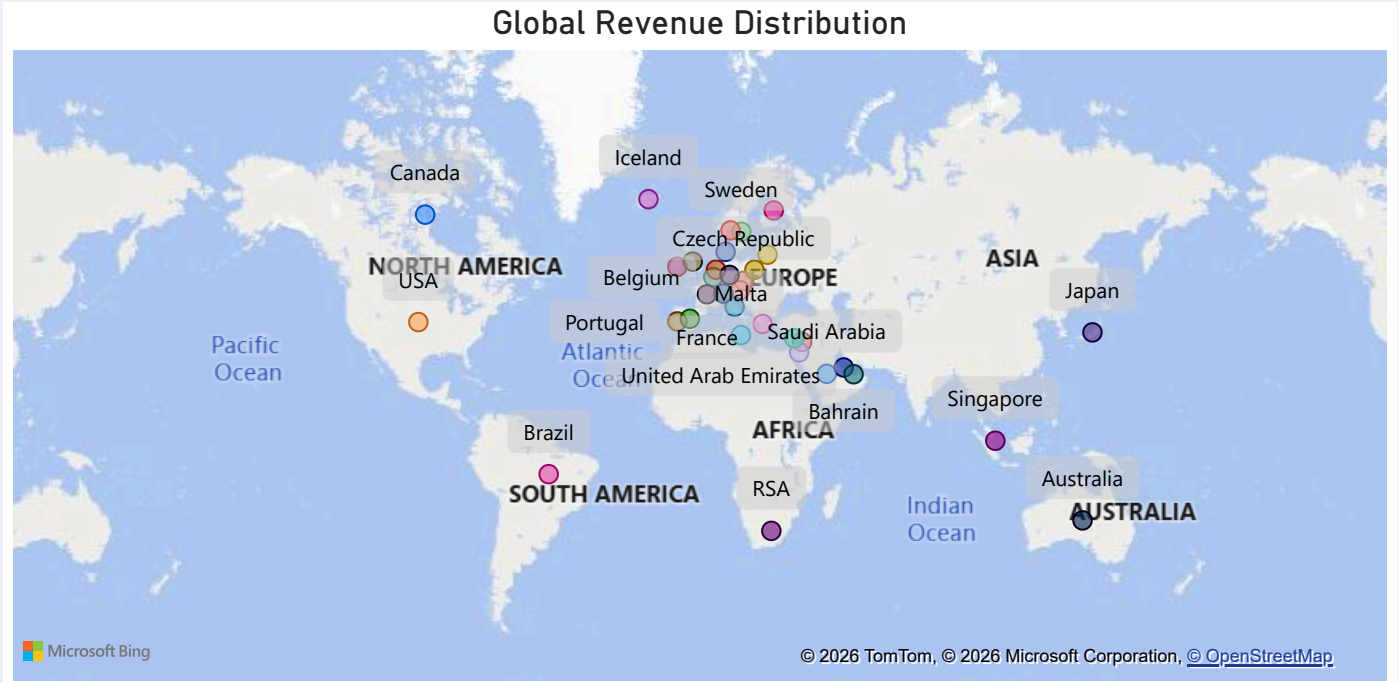 Global Revenue Distribution
Iceland
Canada
Sweden
Czech Republic
NORTH AMERICA
ASIA
Belgium
EUROPE
USA
Malta
Japan
Portugal
Saudi Arabia
France
Pacific
Ocean
Atlantic
Ocean
United Arab Emirates
Singapore
Bahrain
Brazil
AFRICA
Australia
RSA
SOUTH AMERICA
Indian
Ocean
AUSTRALIA
Microsoft Bing
© 2026 TomTom, © 2026 Microsoft Corporation, © OpenStreetMap